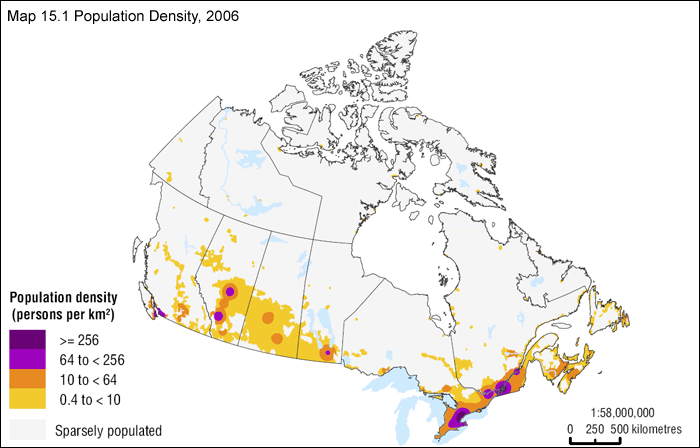 Map 15.1 Population Density, 2006
Population density
(persons per km²)
>= 256
64 to < 256
10 to < 64
0.4 to < 10
Sparsely populated
1:58,000,000
0 250 500 kilometres